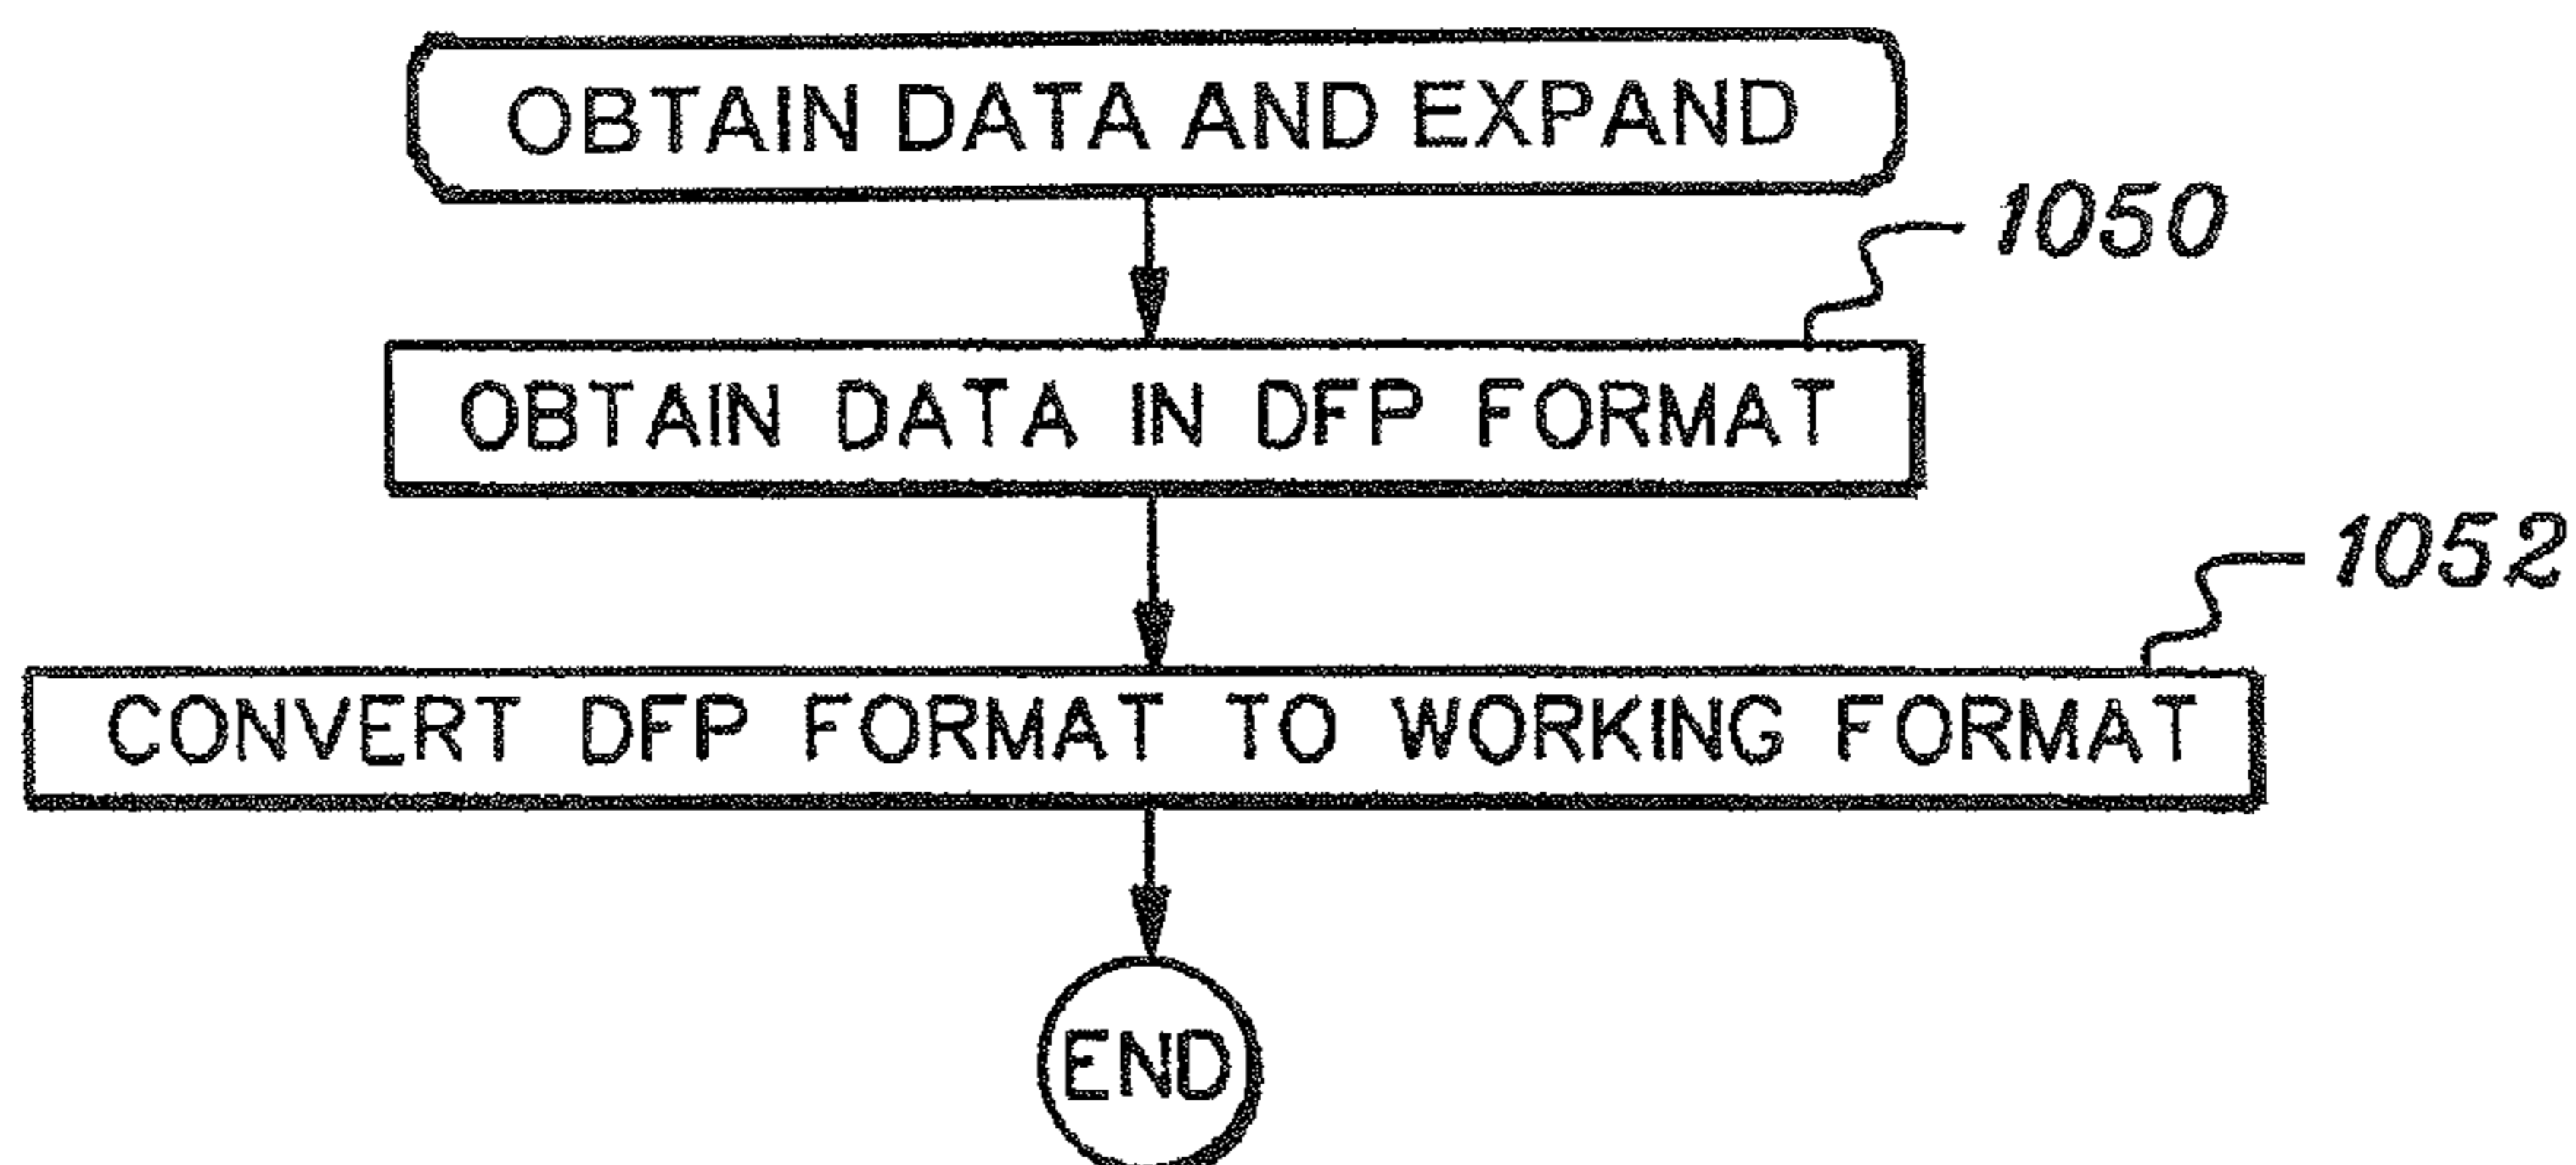 OBTAIN DATA AND EXPAND
1050
OBTAIN DATA IN DFP FORMAT
1052
CONVERT DFP FORMAT TO WORKING FORMAT
END